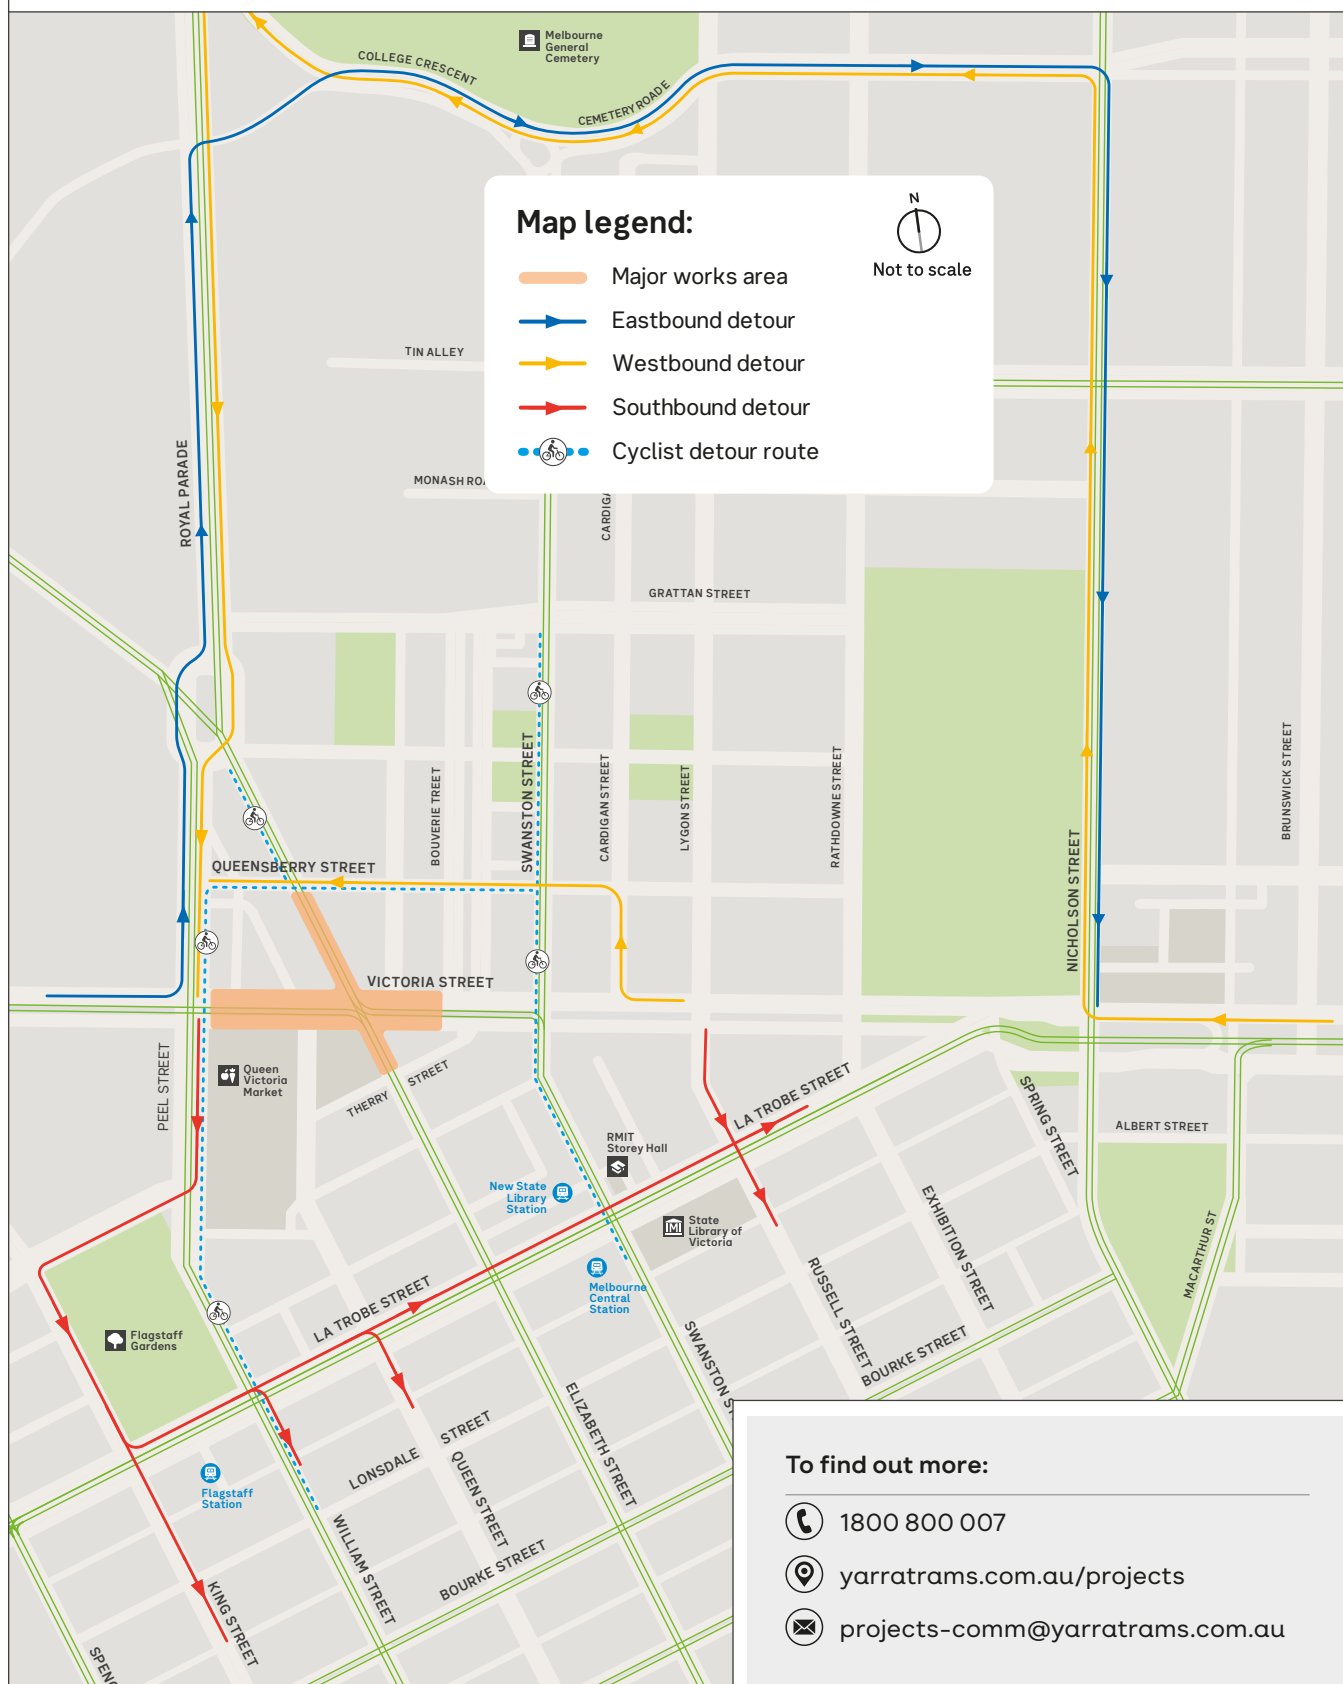 Melbourne
General
Cemetery
COLLEGE CRESCENT
CEMETERY ROADE
Map legend:
N
Not to scale
Major works area
Eastbound detour
Westbound detour
Southbound detour
Cyclist detour route
TIN ALLEY
MONASH ROA
CARDIGA
ROYAL PARADE
GRATTAN STREET
BOUVERIE TREET
SWANSTON STREET
CARDIGAN STREET
LYGON STREET
RATHDOWNE STREET
NICHOLSON STREET
BRUNSWICK STREET
QUEENSBERRY STREET
VICTORIA STREET
PEEL STREET
Queen
Victoria
Market
THERRY STREET
LA TROBE STREET
SPRING STREET
ALBERT STREET
RMIT
Storey Hall
New State
Library
Station
State
Library of
Victoria
EXHIBITION STREET
MACARTHUR ST
Melbourne
Central
Station
RUSSELL STREET
BOURKE STREET
Flagstaff
Gardens
LA TROBE STREET
SWANSTON ST
ELIZABETH STREET
LONSDALE STREET
QUEEN STREET
Flagstaff
Station
WILLIAM STREET
BOURKE STREET
KING STREET
SPENC
To find out more:
1800 800 007
yarratrams.com.au/projects
projects-comm@yarratrams.com.au